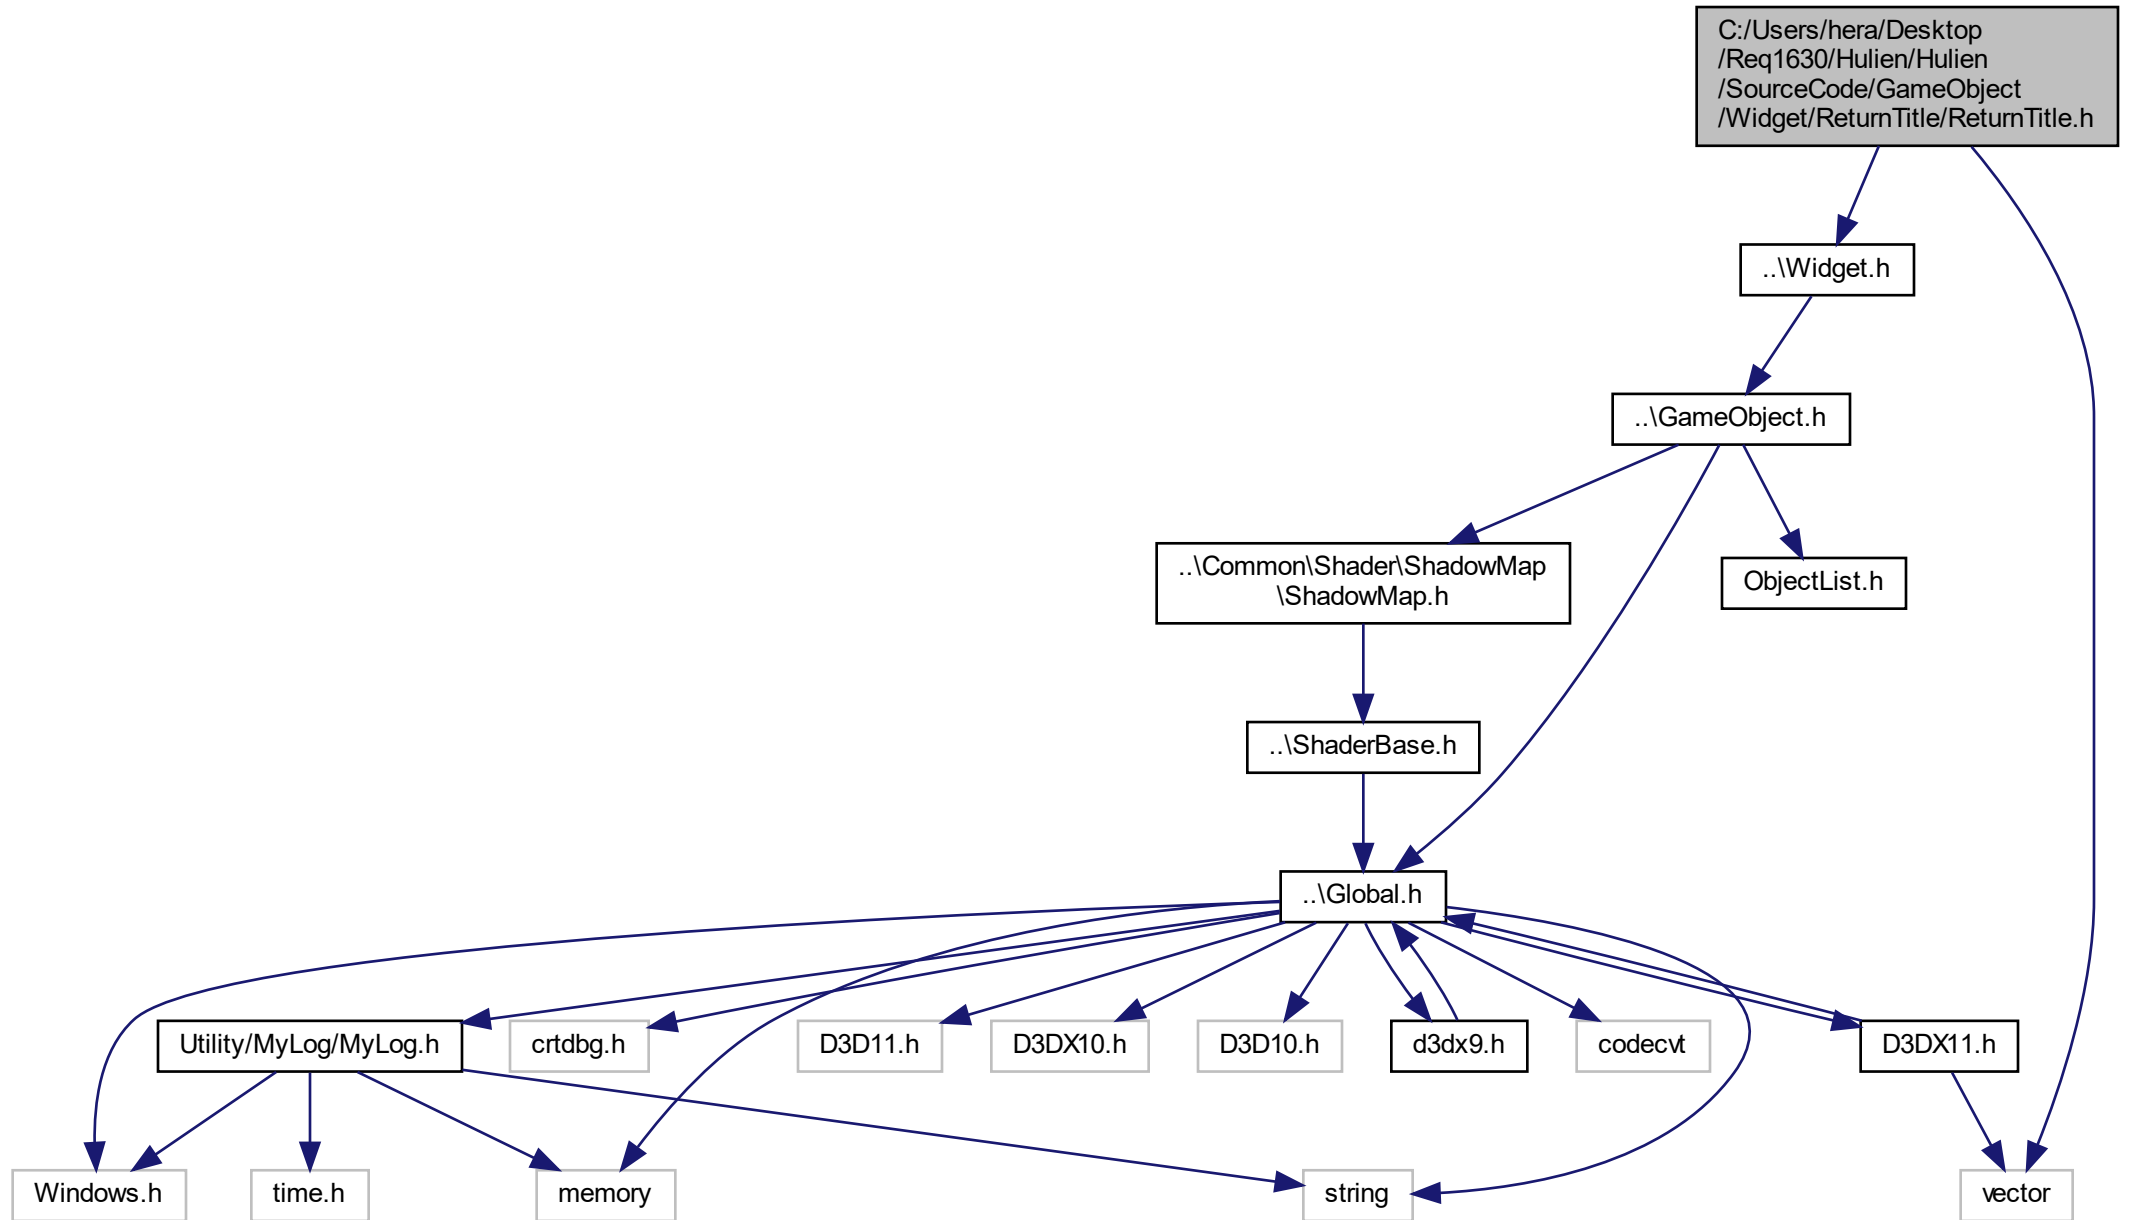 C:/Users/hera/Desktop
/Req1630/Hulien/Hulien
/SourceCode/GameObject
/Widget/ReturnTitle/ReturnTitle.h
..\Widget.h
..\GameObject.h
..\Common\Shader\ShadowMap
\ShadowMap.h
ObjectList.h
..\ShaderBase.h
..\Global.h
Utility/MyLog/MyLog.h
crtdbg.h
D3D11.h
D3DX10.h
D3D10.h
d3dx9.h
codecvt
D3DX11.h
Windows.h
time.h
memory
string
vector